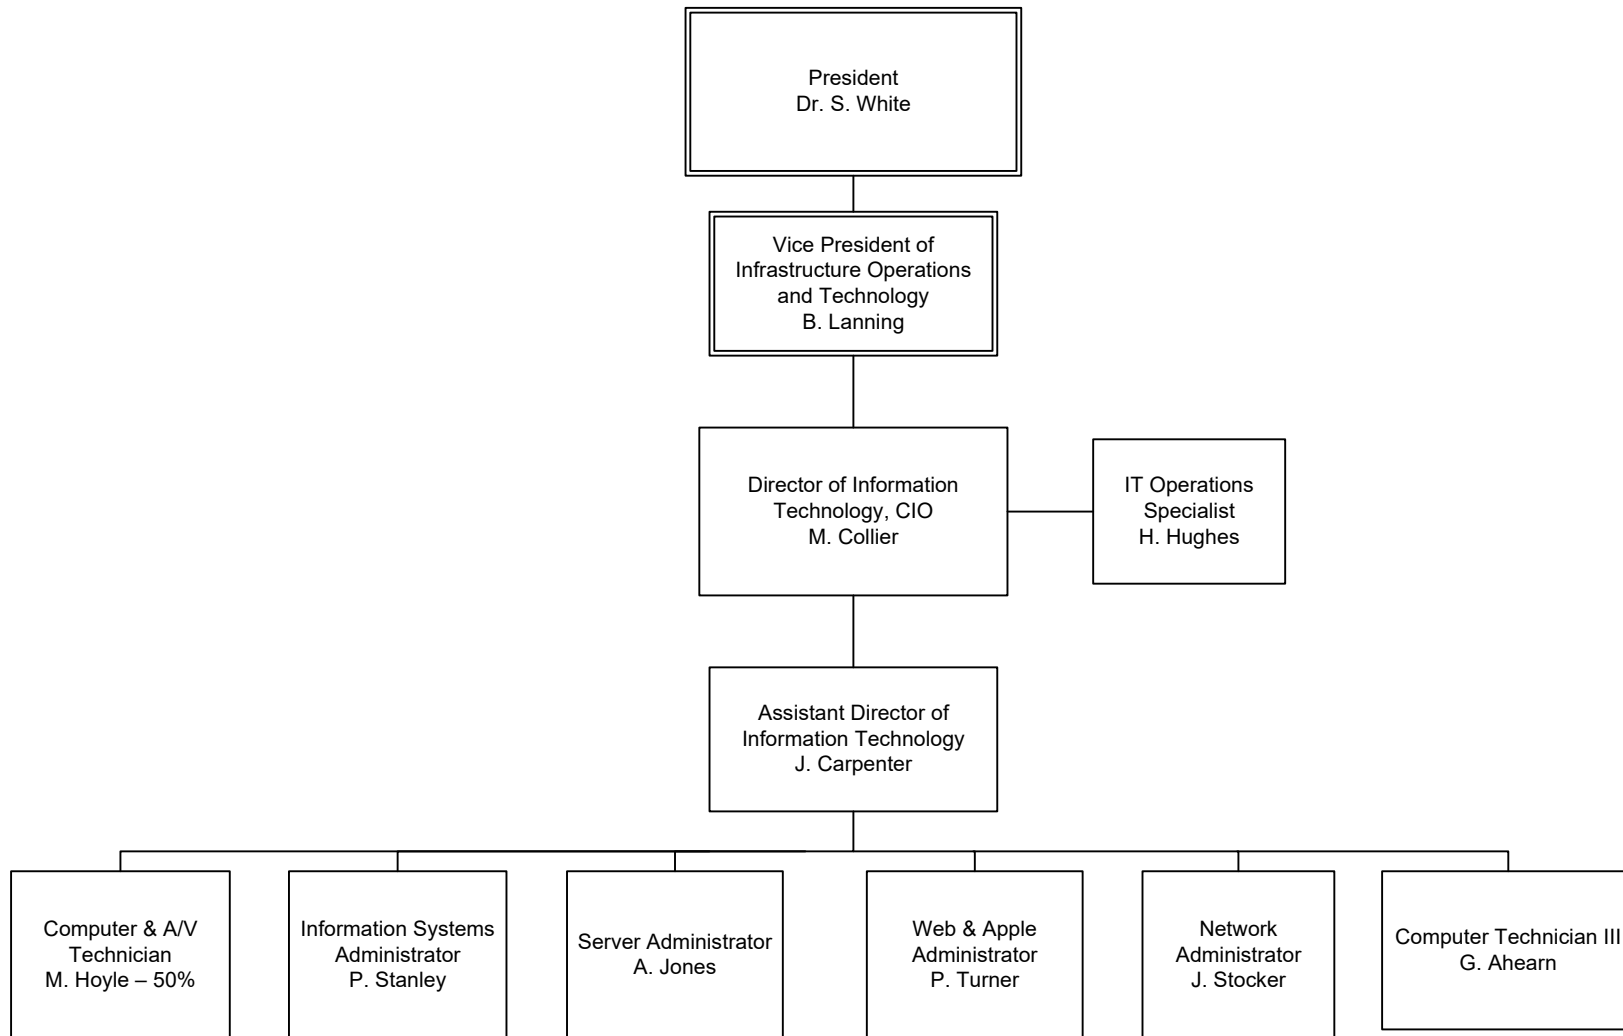 President
Dr. S. White
Vice President of
Infrastructure Operations
and Technology
B. Lanning
Director of Information
Technology, CIO
M. Collier
IT Operations
Specialist
H. Hughes
Assistant Director of
Information Technology
J. Carpenter
Computer & A/V
Technician
M. Hoyle – 50%
Information Systems
Administrator
P. Stanley
Server Administrator
A. Jones
Web & Apple
Administrator
P. Turner
Network
Administrator
J. Stocker
Computer Technician III
G. Ahearn